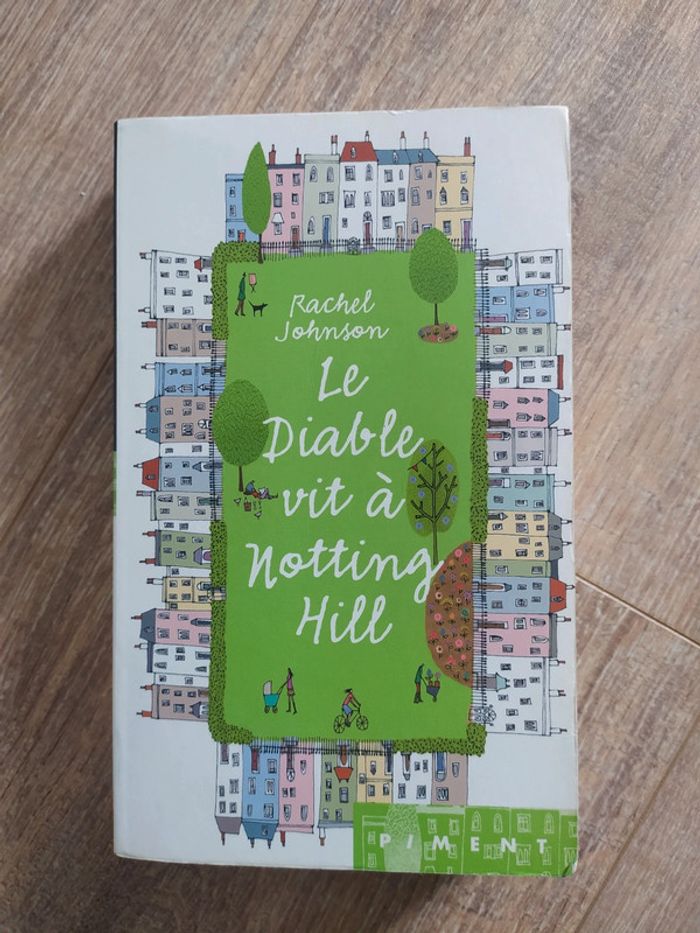 Rachel
Johnson
Le
Diable
vit à
Notting
Hill
PIMENT